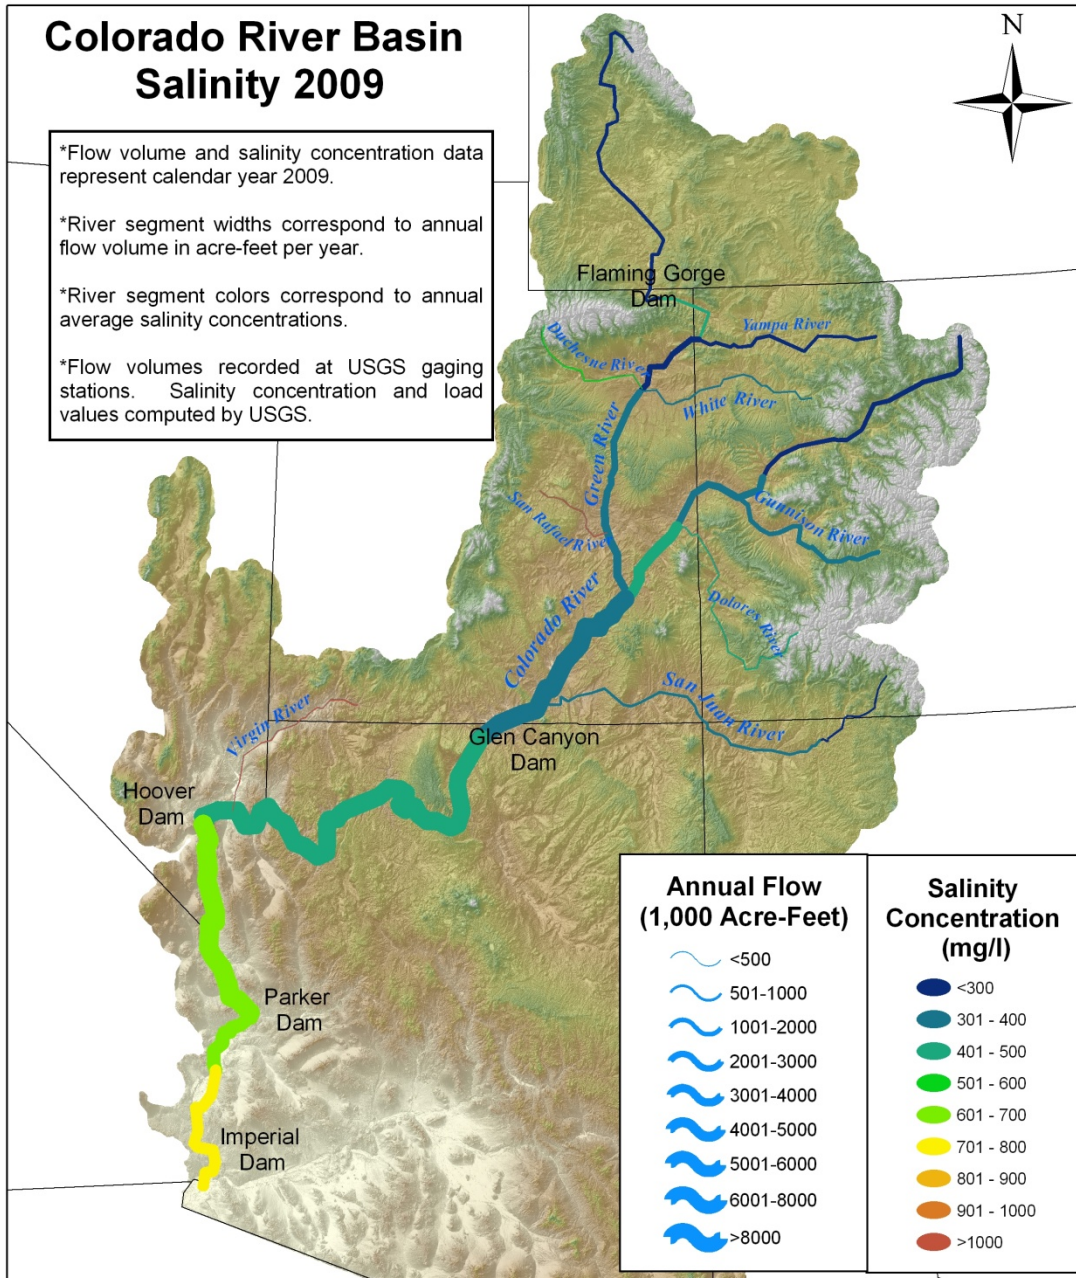 Colorado River Basin
Salinity 2009
N
*Flow volume and salinity concentration data
represent calendar year 2009.
*River segment widths correspond to annual
flow volume in acre-feet per year.
*River segment colors correspond to annual
average salinity concentrations.
*Flow volumes recorded at USGS gaging
stations. Salinity concentration and load
values computed by USGS.
Flaming Gorge
Dam
Yampa River
Duchesne River
White River
Green River
Gunnison River
San Rafael River
Dolores River
Colorado River
San Juan River
Virgin River
Glen Canyon
Dam
Hoover
Dam
Parker
Dam
Imperial
Dam
Annual Flow
(1,000 Acre-Feet)
<500
501-1000
1001-2000
2001-3000
3001-4000
4001-5000
5001-6000
6001-8000
>8000
Salinity
Concentration
(mg/l)
<300
301 - 400
401 - 500
501 - 600
601 - 700
701 - 800
801 - 900
901 - 1000
>1000